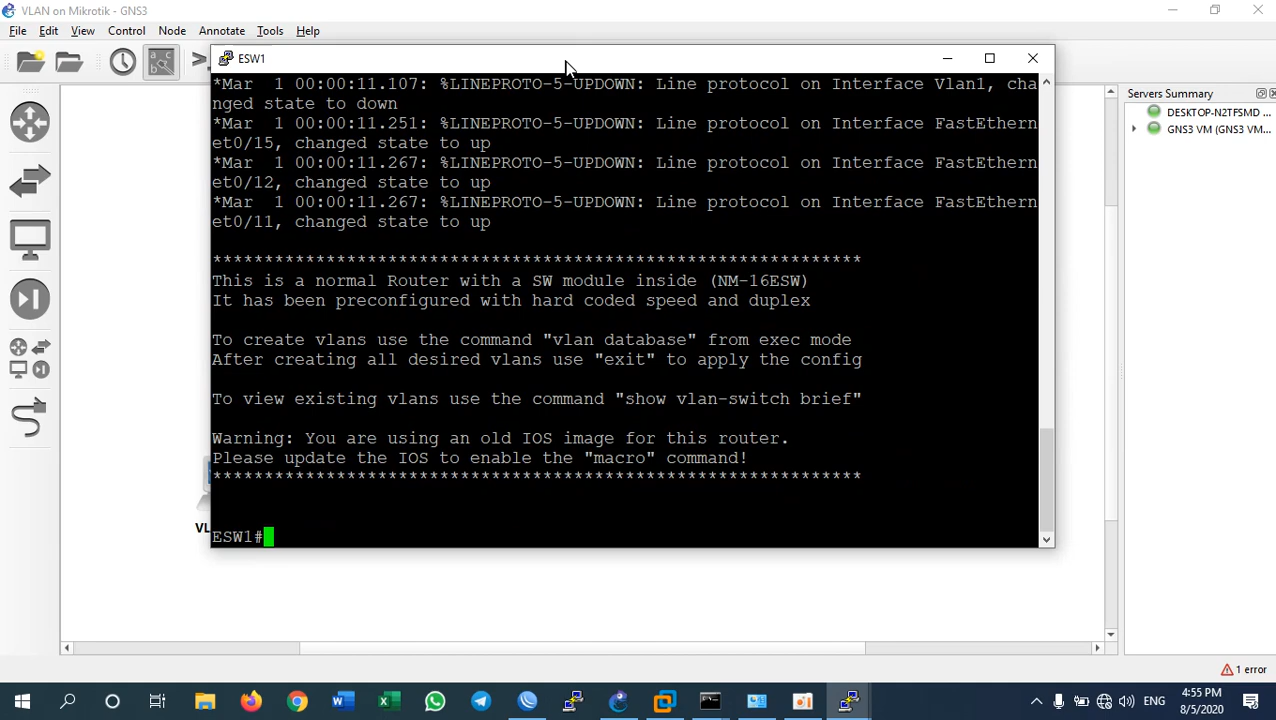 VLAN on Mikrotik - GNS3
File Edit View Control Node Annotate Tools Help
ESW1
*Mar  1 00:00:11.107: %LINEPROTO-5-UPDOWN: Line protocol on Interface Vlan1, cha
nged state to down
*Mar  1 00:00:11.251: %LINEPROTO-5-UPDOWN: Line protocol on Interface FastEthern
et0/15, changed state to up
*Mar  1 00:00:11.267: %LINEPROTO-5-UPDOWN: Line protocol on Interface FastEthern
et0/12, changed state to up
*Mar  1 00:00:11.267: %LINEPROTO-5-UPDOWN: Line protocol on Interface FastEthern
et0/11, changed state to up
***************************************************************
This is a normal Router with a SW module inside (NM-16ESW)
It has been preconfigured with hard coded speed and duplex
To create vlans use the command "vlan database" from exec mode
After creating all desired vlans use "exit" to apply the config
To view existing vlans use the command "show vlan-switch brief"
Warning: You are using an old IOS image for this router.
Please update the IOS to enable the "macro" command!
***************************************************************
ESW1#
Servers Summary
DESKTOP-N2TFSMD ...
GNS3 VM (GNS3 VM...
VL
1 error
ENG
4:55 PM
8/5/2020